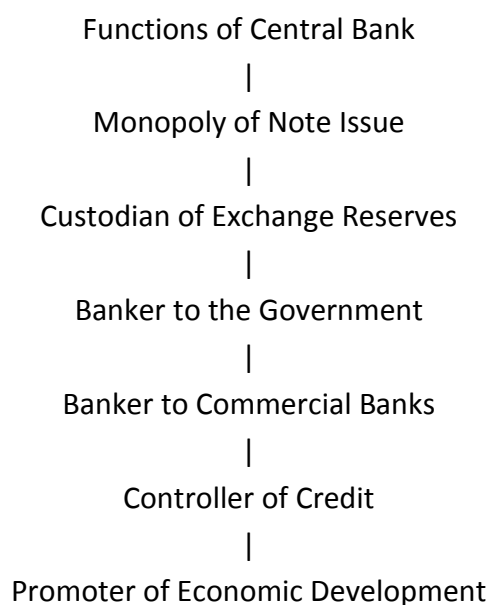 Functions of Central Bank
|
Monopoly of Note Issue
|
Custodian of Exchange Reserves
|
Banker to the Government
|
Banker to Commercial Banks
|
Controller of Credit
|
Promoter of Economic Development